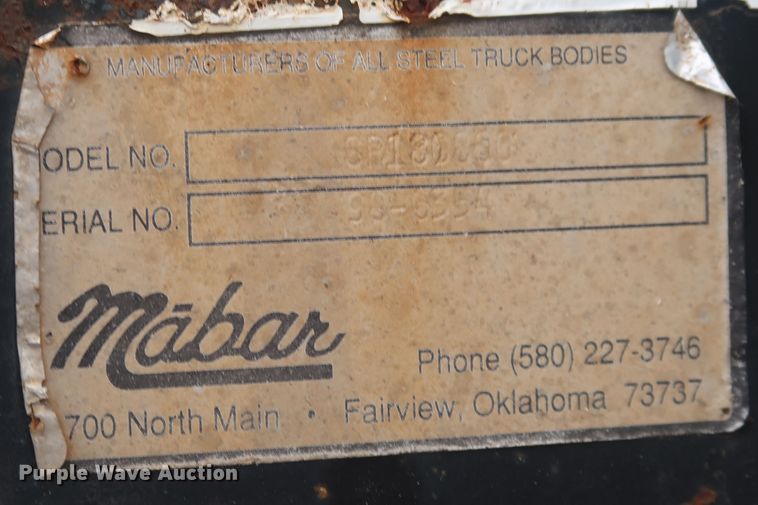 MANUFACTURERS OF ALL STEEL TRUCK BODIES
ODEL NO.
ERIAL NO.
Mābar
Phone (580) 227-3746
700 North Main • Fairview, Oklahoma 73737
Purple Wave Auction